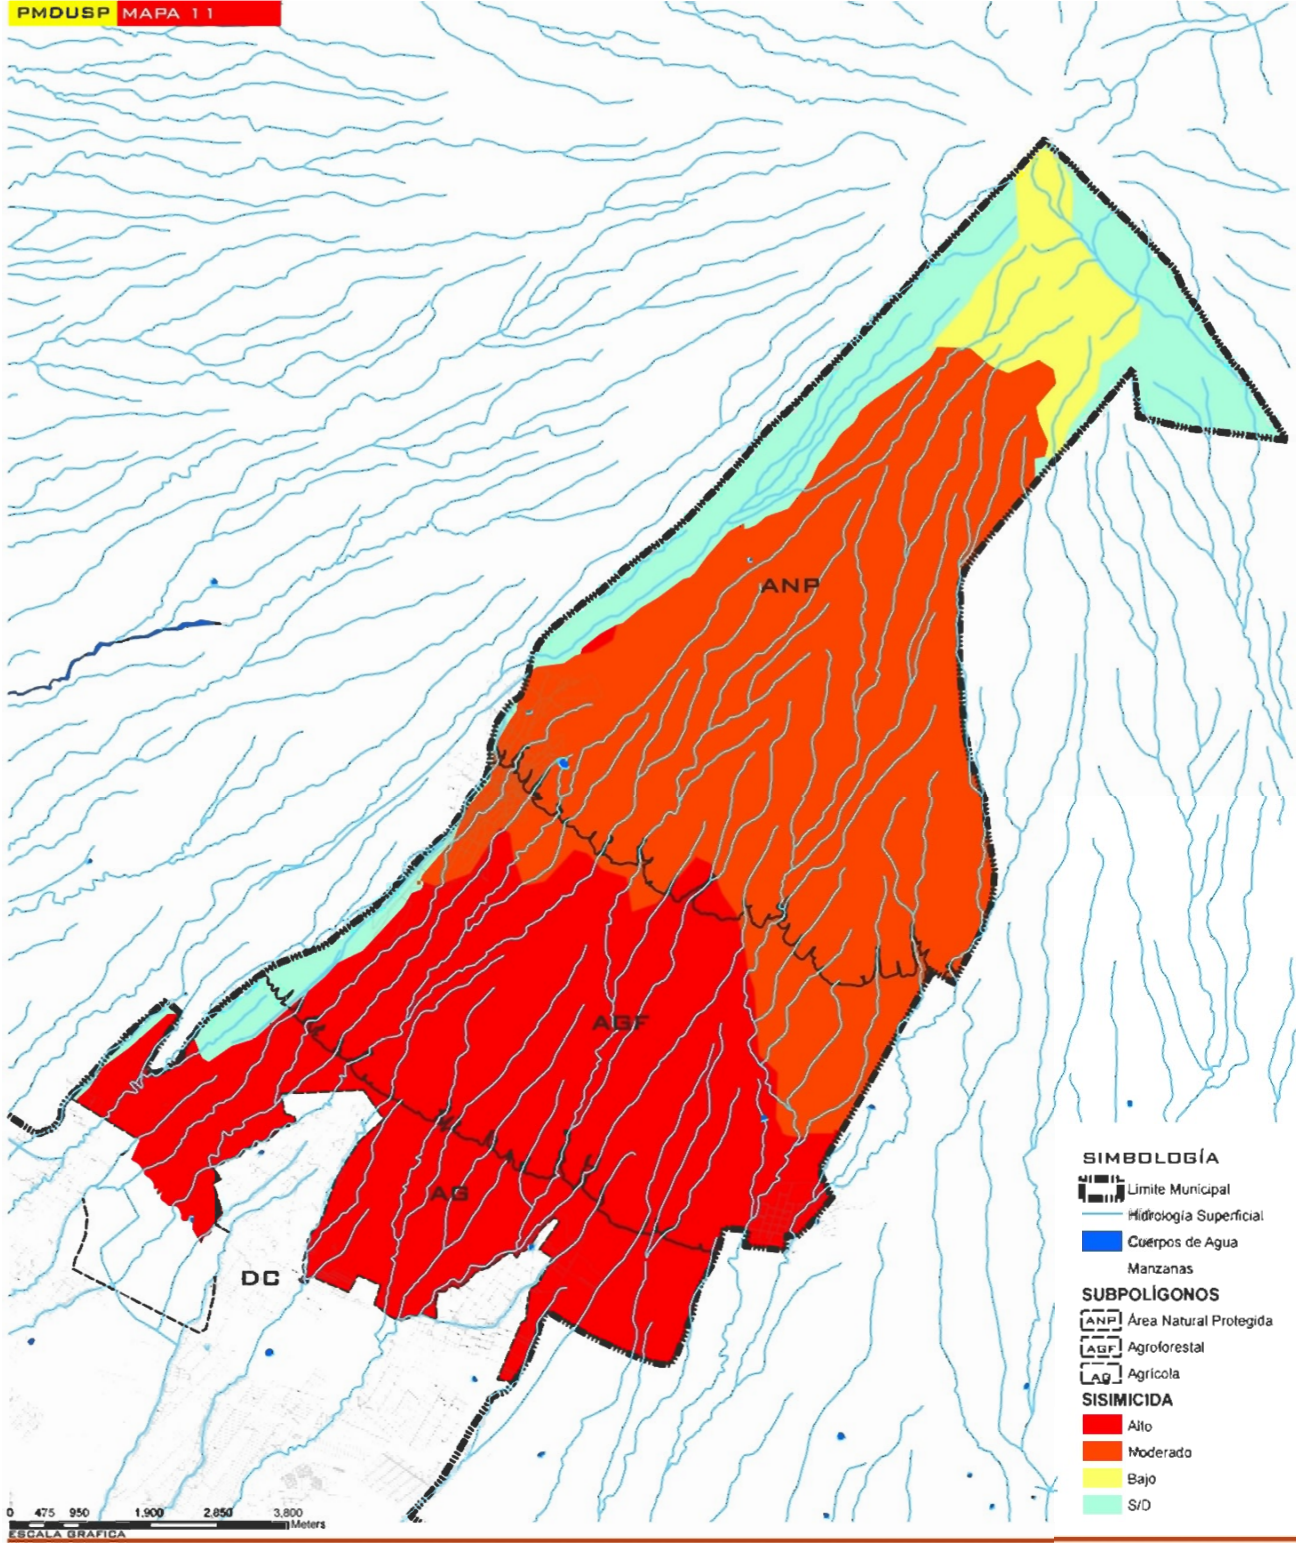 PMDUSP MAPA 11
ANP
AGF
AG
DC
SIMBOLOGÍA
Limite Municipal
Hidrología Superficial
Cuerpos de Agua
Manzanas
SUBPOLÍGONOS
ANP Área Natural Protegida
AGF Agroforestal
AG Agrícola
SISIMICIDA
Alto
Moderado
Bajo
S/D
0 475 950 1,900 2,850 3,800
Meters
ESCALA GRAFICA